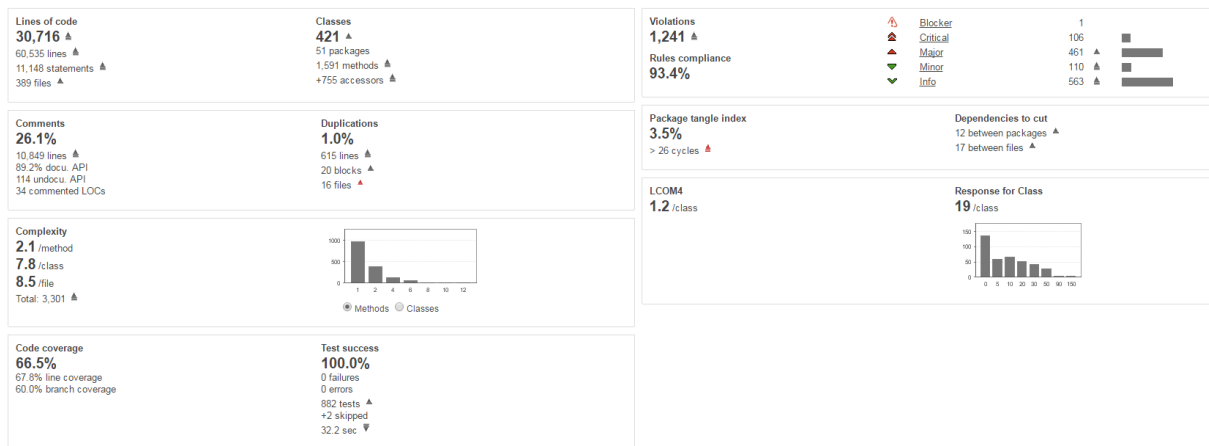 Lines of code
30,716
60,535 lines
11,148 statements
389 files
Classes
421
51 packages
1,591 methods
+755 accessors
Comments
26.1%
10,849 lines
89.2% docu. API
114 undocu. API
34 commented LOCs
Duplications
1.0%
615 lines
20 blocks
16 files
Complexity
2.1 /method
7.8 /class
8.5 /file
Total: 3,301
1000
500
0
1 2 4 6 8 10 12
Methods Classes
Code coverage
66.5%
67.8% line coverage
60.0% branch coverage
Test success
100.0%
0 failures
0 errors
882 tests
+2 skipped
32.2 sec
Violations
1,241
Rules compliance
93.4%
Blocker 1
Critical 106
Major 461
Minor 110
Info 563
Package tangle index
3.5%
> 26 cycles
Dependencies to cut
12 between packages
17 between files
LCOM4
1.2 /class
Response for Class
19 /class
150
100
50
0
0 5 10 20 30 50 90 150